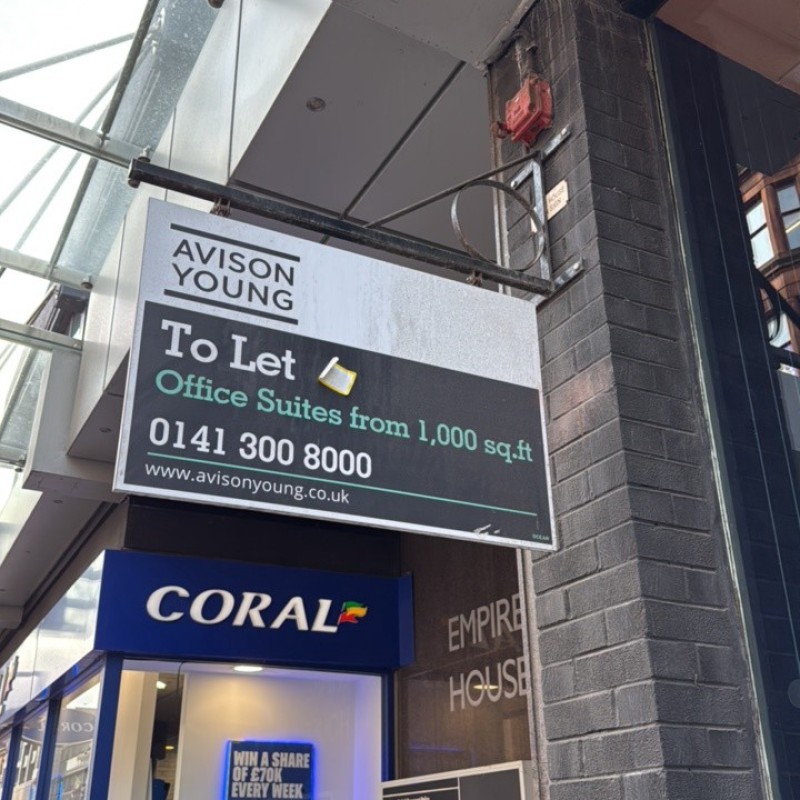 AVISON
YOUNG
To Let
Office Suites from 1,000 sq.ft
0141 300 8000
www.avisonyoung.co.uk
CORAL
EMPIRE
HOUSE
CORAL
WIN A SHARE
OF £70K
EVERY WEEK